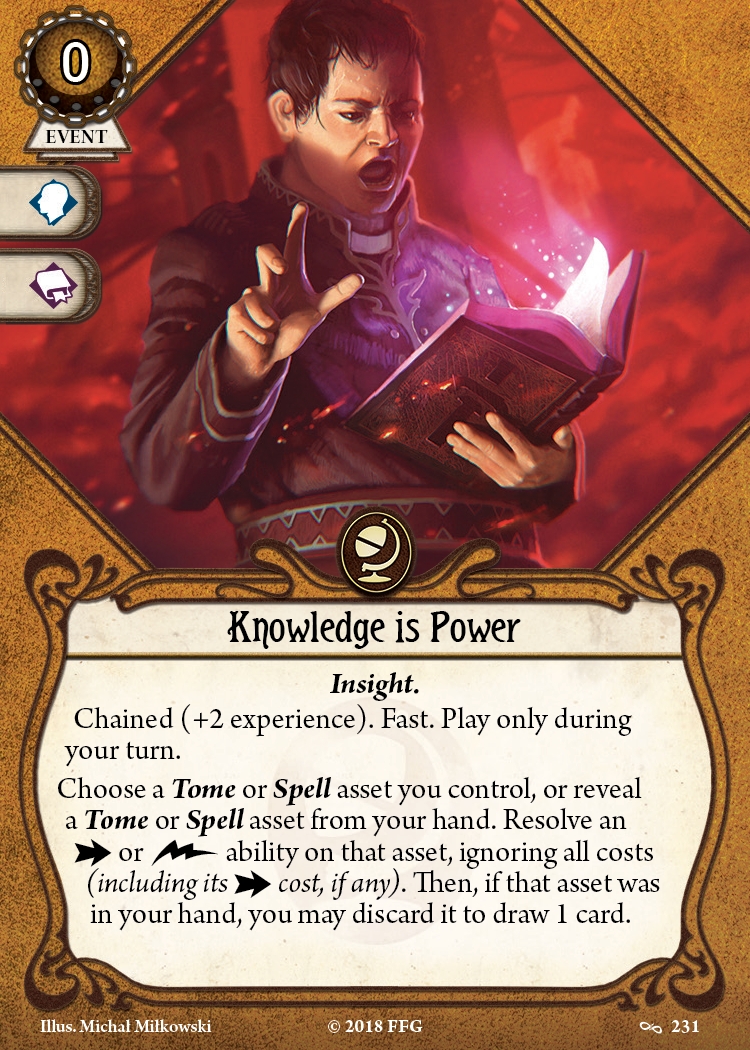 0
EVENT
Knowledge is Power
Insight.
Chained (+2 experience). Fast. Play only during
your turn.
Choose a Tome or Spell asset you control, or reveal
a Tome or Spell asset from your hand. Resolve an
or ability on that asset, ignoring all costs
(including its cost, if any). Then, if that asset was
in your hand, you may discard it to draw 1 card.
Illus. Michał Miłkowski © 2018 FFG 231